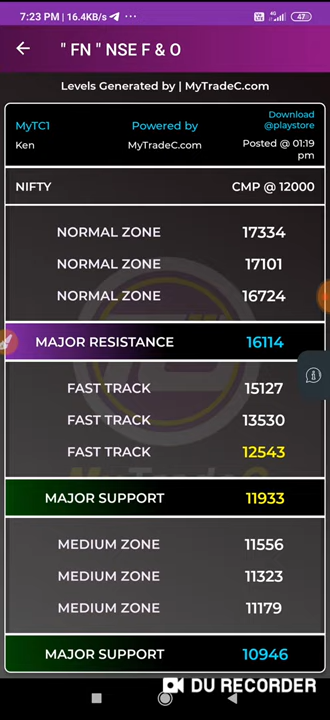 7:23 PM | 16.4KB/s ...
4G 47
" FN " NSE F & O
Levels Generated by | MyTradeC.com
MyTC1 Powered by Download @playstore
Ken MyTradeC.com Posted @ 01:19 pm
NIFTY CMP @ 12000
NORMAL ZONE 17334
NORMAL ZONE 17101
NORMAL ZONE 16724
MAJOR RESISTANCE 16114
FAST TRACK 15127
FAST TRACK 13530
FAST TRACK 12543
MAJOR SUPPORT 11933
MEDIUM ZONE 11556
MEDIUM ZONE 11323
MEDIUM ZONE 11179
MAJOR SUPPORT 10946
DU RECORDER